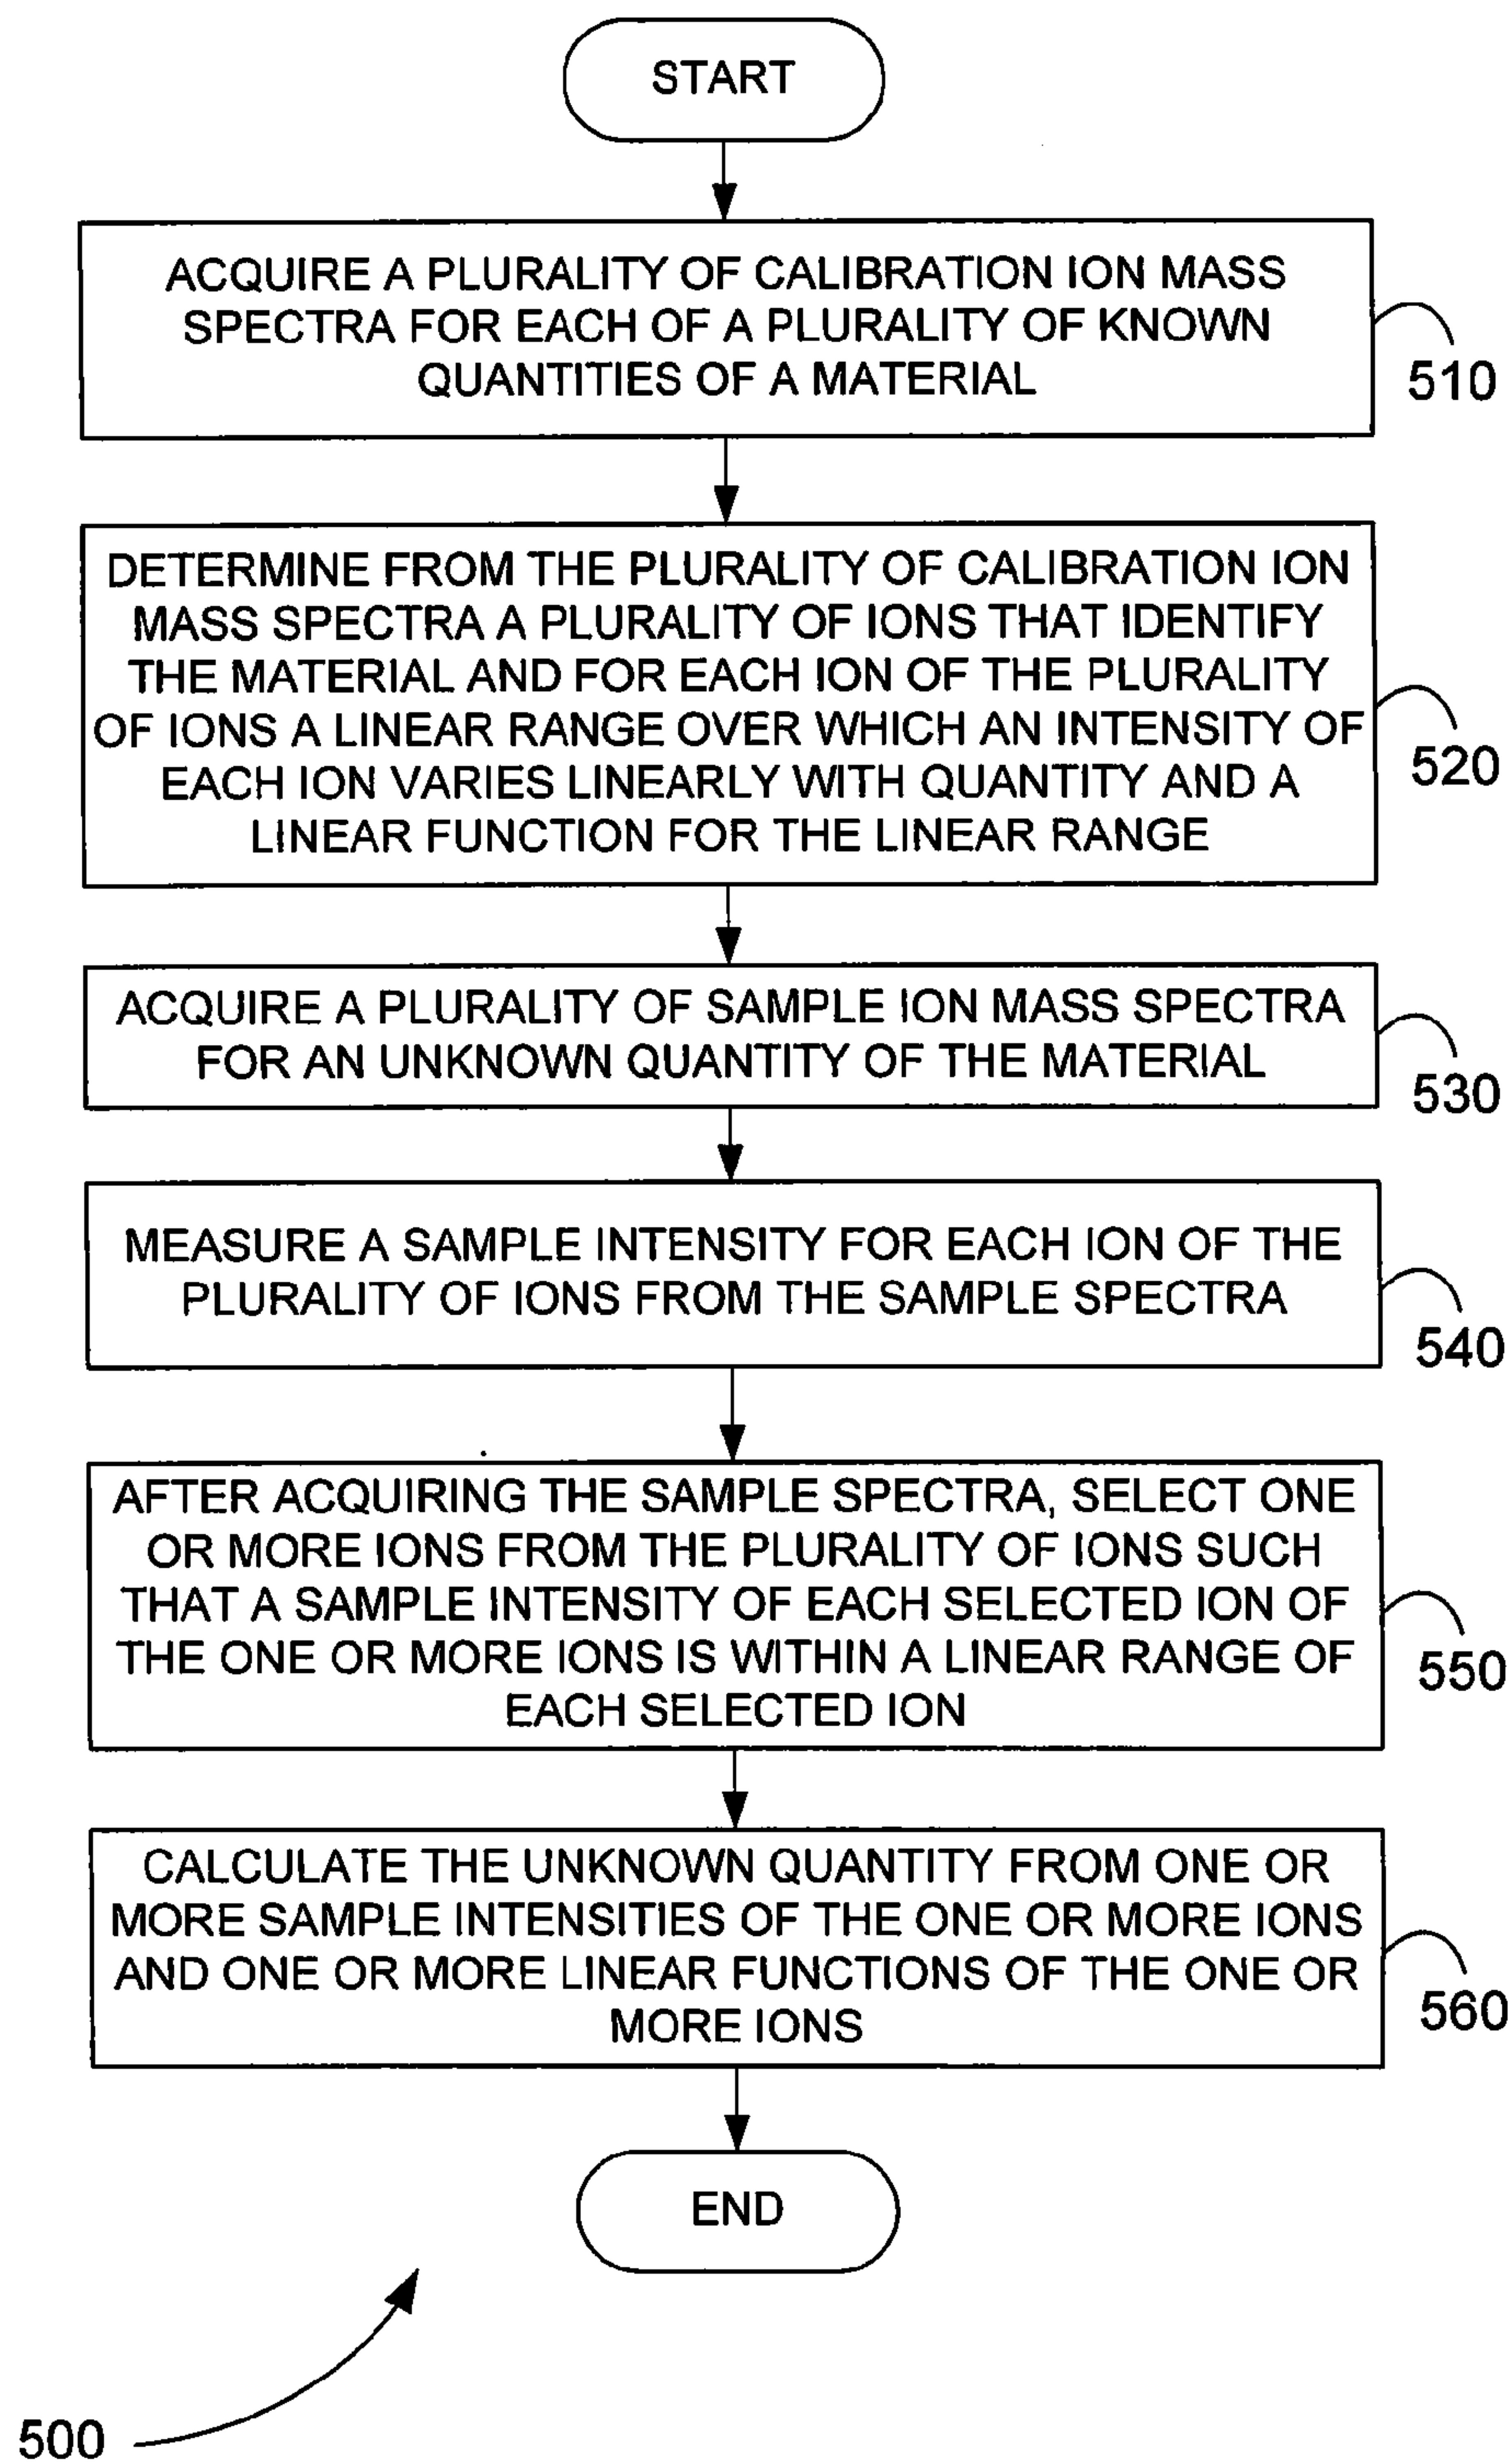 START
ACQUIRE A PLURALITY OF CALIBRATION ION MASS
SPECTRA FOR EACH OF A PLURALITY OF KNOWN
QUANTITIES OF A MATERIAL
510
DETERMINE FROM THE PLURALITY OF CALIBRATION ION
MASS SPECTRA A PLURALITY OF IONS THAT IDENTIFY
THE MATERIAL AND FOR EACH ION OF THE PLURALITY
OF IONS A LINEAR RANGE OVER WHICH AN INTENSITY OF
EACH ION VARIES LINEARLY WITH QUANTITY AND A
LINEAR FUNCTION FOR THE LINEAR RANGE
520
ACQUIRE A PLURALITY OF SAMPLE ION MASS SPECTRA
FOR AN UNKNOWN QUANTITY OF THE MATERIAL
530
MEASURE A SAMPLE INTENSITY FOR EACH ION OF THE
PLURALITY OF IONS FROM THE SAMPLE SPECTRA
540
AFTER ACQUIRING THE SAMPLE SPECTRA, SELECT ONE
OR MORE IONS FROM THE PLURALITY OF IONS SUCH
THAT A SAMPLE INTENSITY OF EACH SELECTED ION OF
THE ONE OR MORE IONS IS WITHIN A LINEAR RANGE OF
EACH SELECTED ION
550
CALCULATE THE UNKNOWN QUANTITY FROM ONE OR
MORE SAMPLE INTENSITIES OF THE ONE OR MORE IONS
AND ONE OR MORE LINEAR FUNCTIONS OF THE ONE OR
MORE IONS
560
END
500